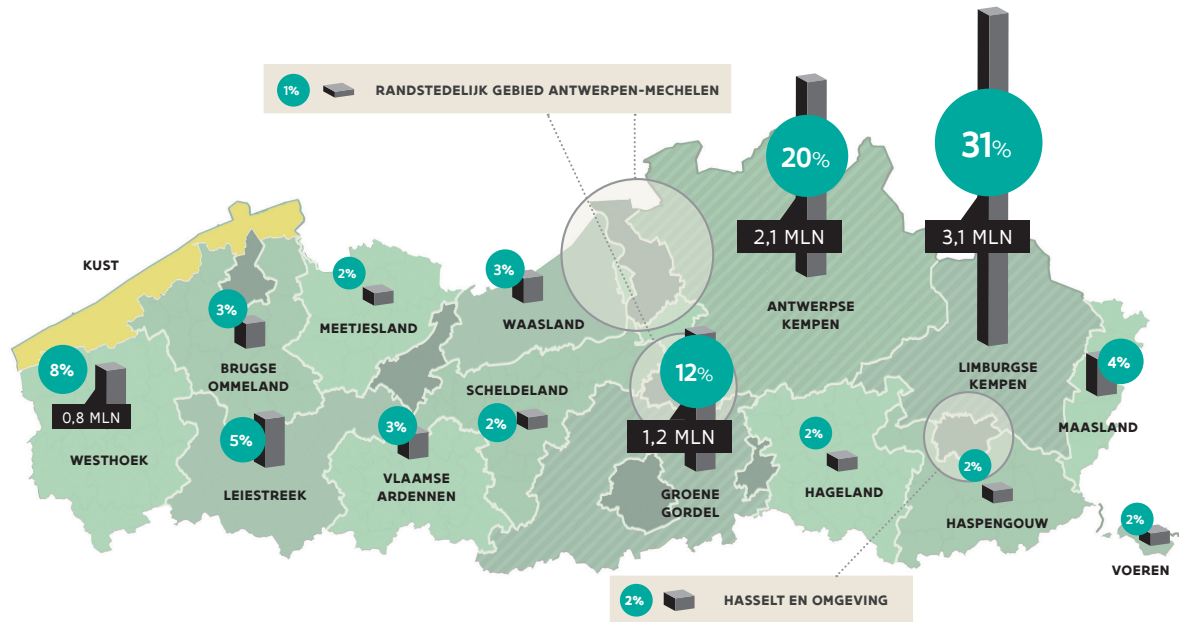 1%
RANDSTEDELIJK GEBIED ANTWERPEN-MECHELEN
31%
20%
2,1 MLN
3,1 MLN
KUST
2%
3%
3%
MEETJESLAND
WAASLAND
ANTWERPSE
KEMPEN
8%
0,8 MLN
BRUGSE
OMMELAND
SCHELDELAND
12%
1,2 MLN
LIMBURGSE
KEMPEN
4%
MAASLAND
WESTHOEK
5%
LEIESTREEK
3%
VLAAMSE
ARDENNEN
2%
GROENE
GORDEL
2%
HAGELAND
2%
HASPENGOUW
2%
VOEREN
2%
HASSELT EN OMGEVING